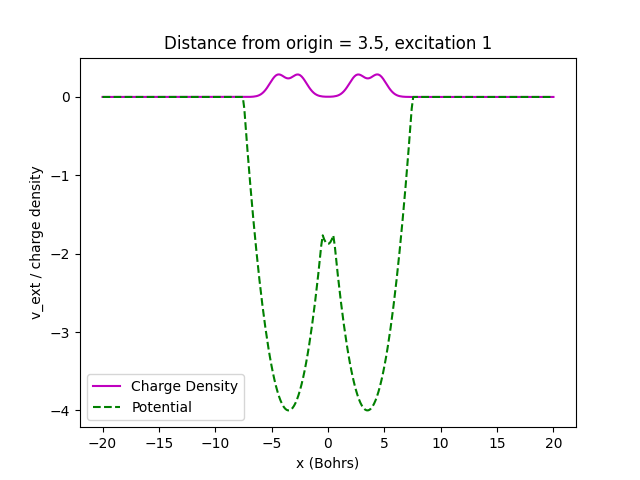 Distance from origin = 3.5, excitation 1
v_ext / charge density
0
−1
−2
−3
−4
Charge Density
Potential
−20 −15 −10 −5 0 5 10 15 20
x (Bohrs)